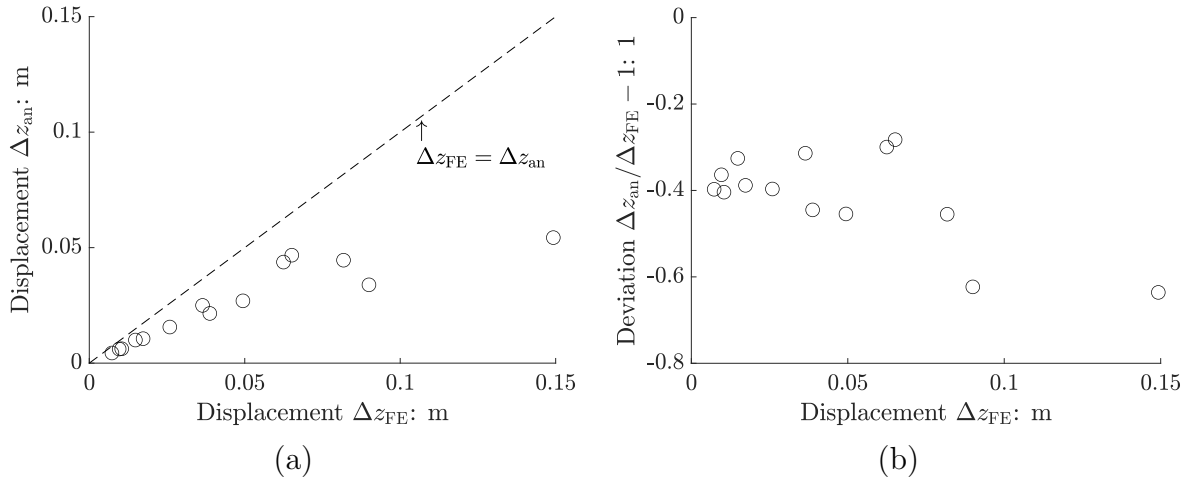 0.15
0.1
0.05
0
0
0.05
0.1
0.15
Displacement Δz_an: m
Δz_FE = Δz_an
Displacement Δz_FE: m
(a)
0
-0.2
-0.4
-0.6
-0.8
0
0.05
0.1
0.15
Deviation Δz_an/Δz_FE − 1: 1
Displacement Δz_FE: m
(b)